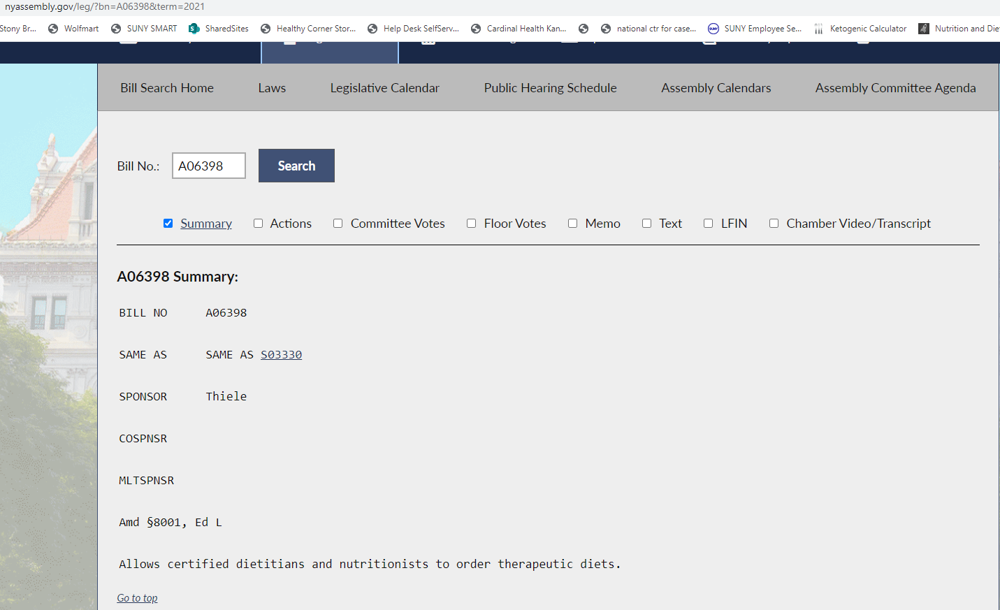 nyassembly.gov/leg/?bn=A06398&term=2021
Stony Br... Wolfmart SUNY SMART SharedSites Healthy Corner Stor... Help Desk SelfServ... Cardinal Health Kan... national ctr for case... SUNY Employee Se... Ketogenic Calculator Nutrition and Die
Bill Search Home Laws Legislative Calendar Public Hearing Schedule Assembly Calendars Assembly Committee Agenda
Bill No.: A06398 Search
Summary Actions Committee Votes Floor Votes Memo Text LFIN Chamber Video/Transcript
A06398 Summary:
BILL NO A06398
SAME AS SAME AS S03330
SPONSOR Thiele
COSPNSR
MLTSPNSR
Amd §8001, Ed L
Allows certified dietitians and nutritionists to order therapeutic diets.
Go to top